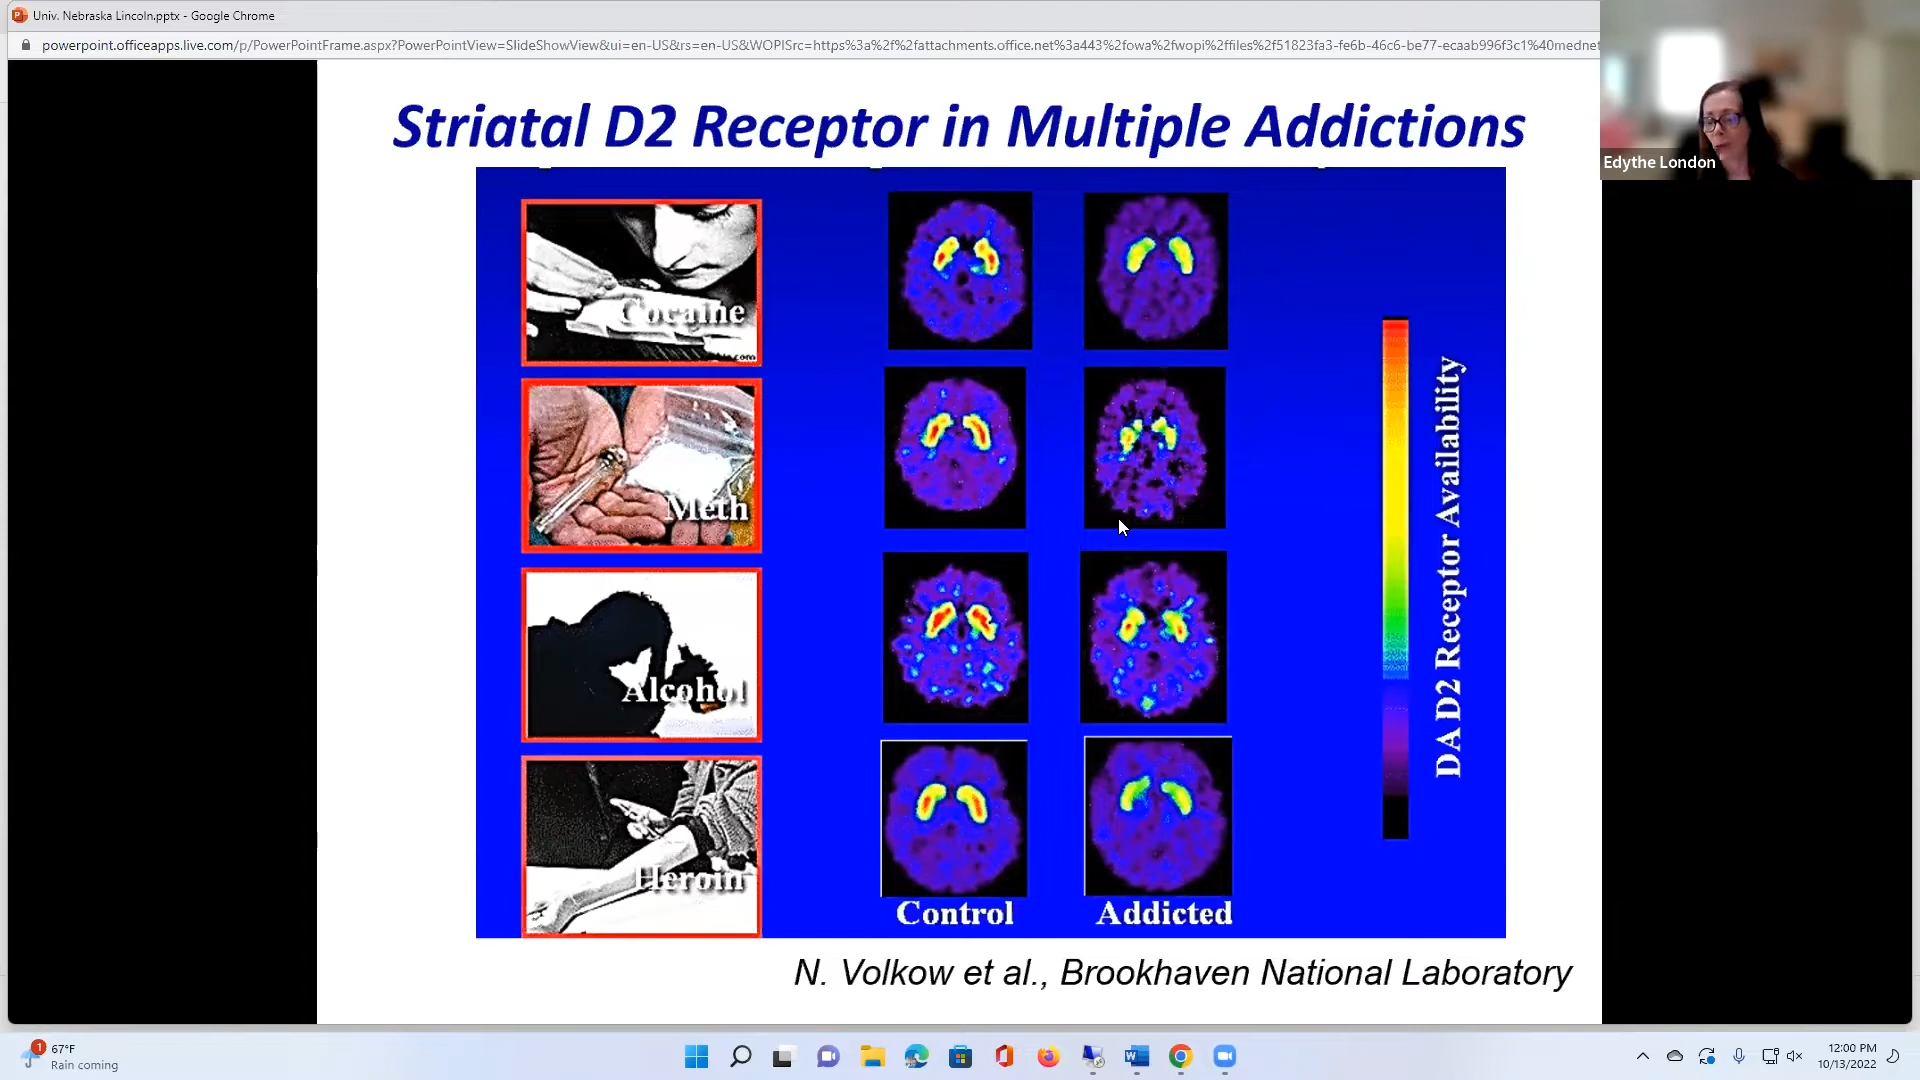 Univ. Nebraska Lincoln.pptx - Google Chrome
powerpoint.officeapps.live.com/p/PowerPointFrame.aspx?PowerPointView=SlideShowView&ui=en-US&rs=en-US&WOPISrc=https%3a%2f%2fattachments.office.net%3a443%2fowa%2fwopi%2ffiles%2f51823fa3-fe6b-46c6-be77-ecaab996f3c1%40mednet
Edythe London
Striatal D2 Receptor in Multiple Addictions
Cocaine
.com
Meth
Alcohol
Heroin
Control
Addicted
DA D2 Receptor Availability
N. Volkow et al., Brookhaven National Laboratory
1
67°F
Rain coming
12:00 PM
10/13/2022